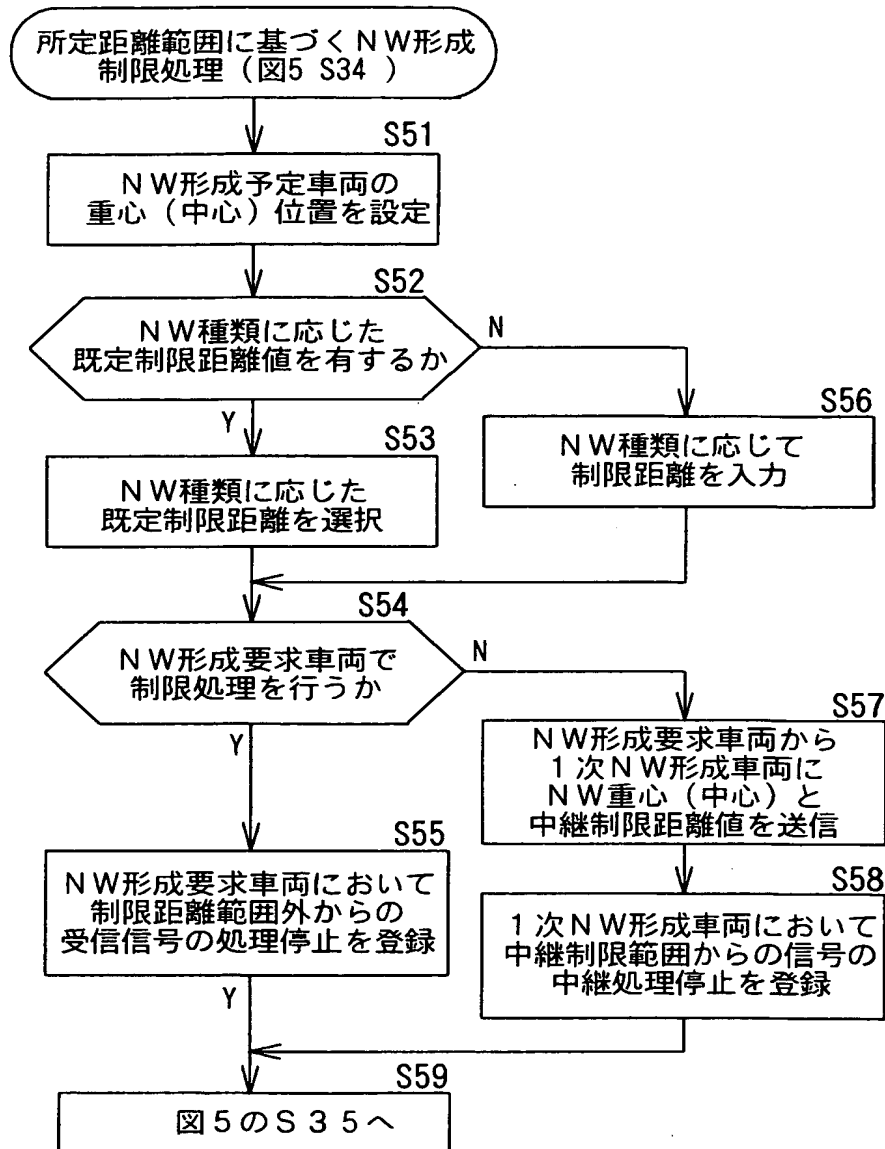 所定距離範囲に基づくNW形成
制限処理(図5 S34 )
S51
NW形成予定車両の
重心(中心)位置を設定
S52
NW種類に応じた
既定制限距離値を有するか
N
Y
S53
NW種類に応じた
既定制限距離を選択
S56
NW種類に応じて
制限距離を入力
S54
NW形成要求車両で
制限処理を行うか
N
Y
S57
NW形成要求車両から
1次NW形成車両に
NW重心(中心)と
中継制限距離値を送信
S55
NW形成要求車両において
制限距離範囲外からの
受信信号の処理停止を登録
Y
S58
1次NW形成車両において
中継制限範囲からの信号の
中継処理停止を登録
S59
図5のS35へ